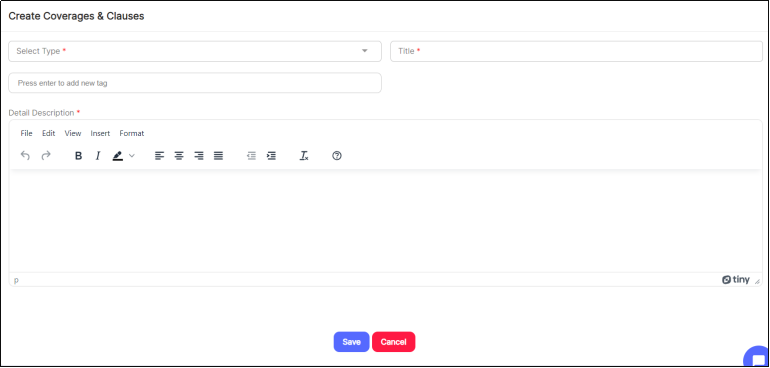 Create Coverages & Clauses
Select Type * Title *
Press enter to add new tag
Detail Description *
File Edit View Insert Format
B I
p tiny
Save Cancel